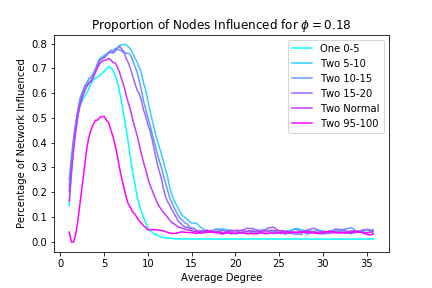 Proportion of Nodes Influenced for ϕ = 0.18
Percentage of Network Influenced
0.8
0.7
0.6
0.5
0.4
0.3
0.2
0.1
0.0
One 0-5
Two 5-10
Two 10-15
Two 15-20
Two Normal
Two 95-100
0 5 10 15 20 25 30 35
Average Degree